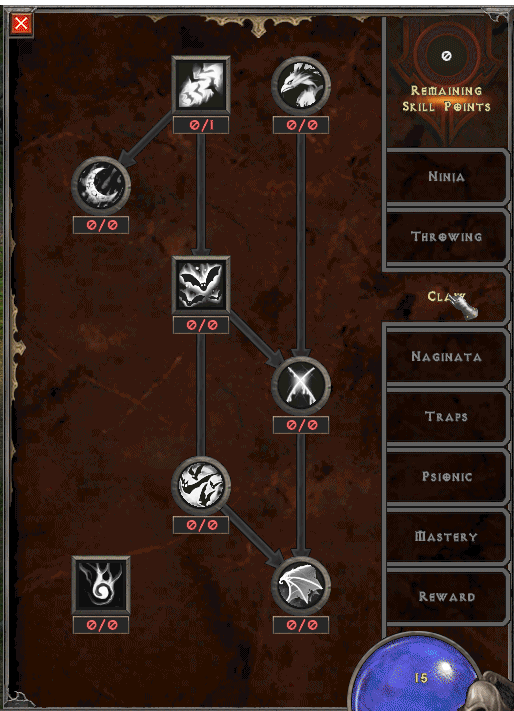 0
REMAINING
SKILL POINTS
0/1
0/0
NINJA
0/0
THROWING
CLAW
0/0
NAGINATA
0/0
TRAPS
PSIONIC
0/0
MASTERY
REWARD
0/0
0/0
15